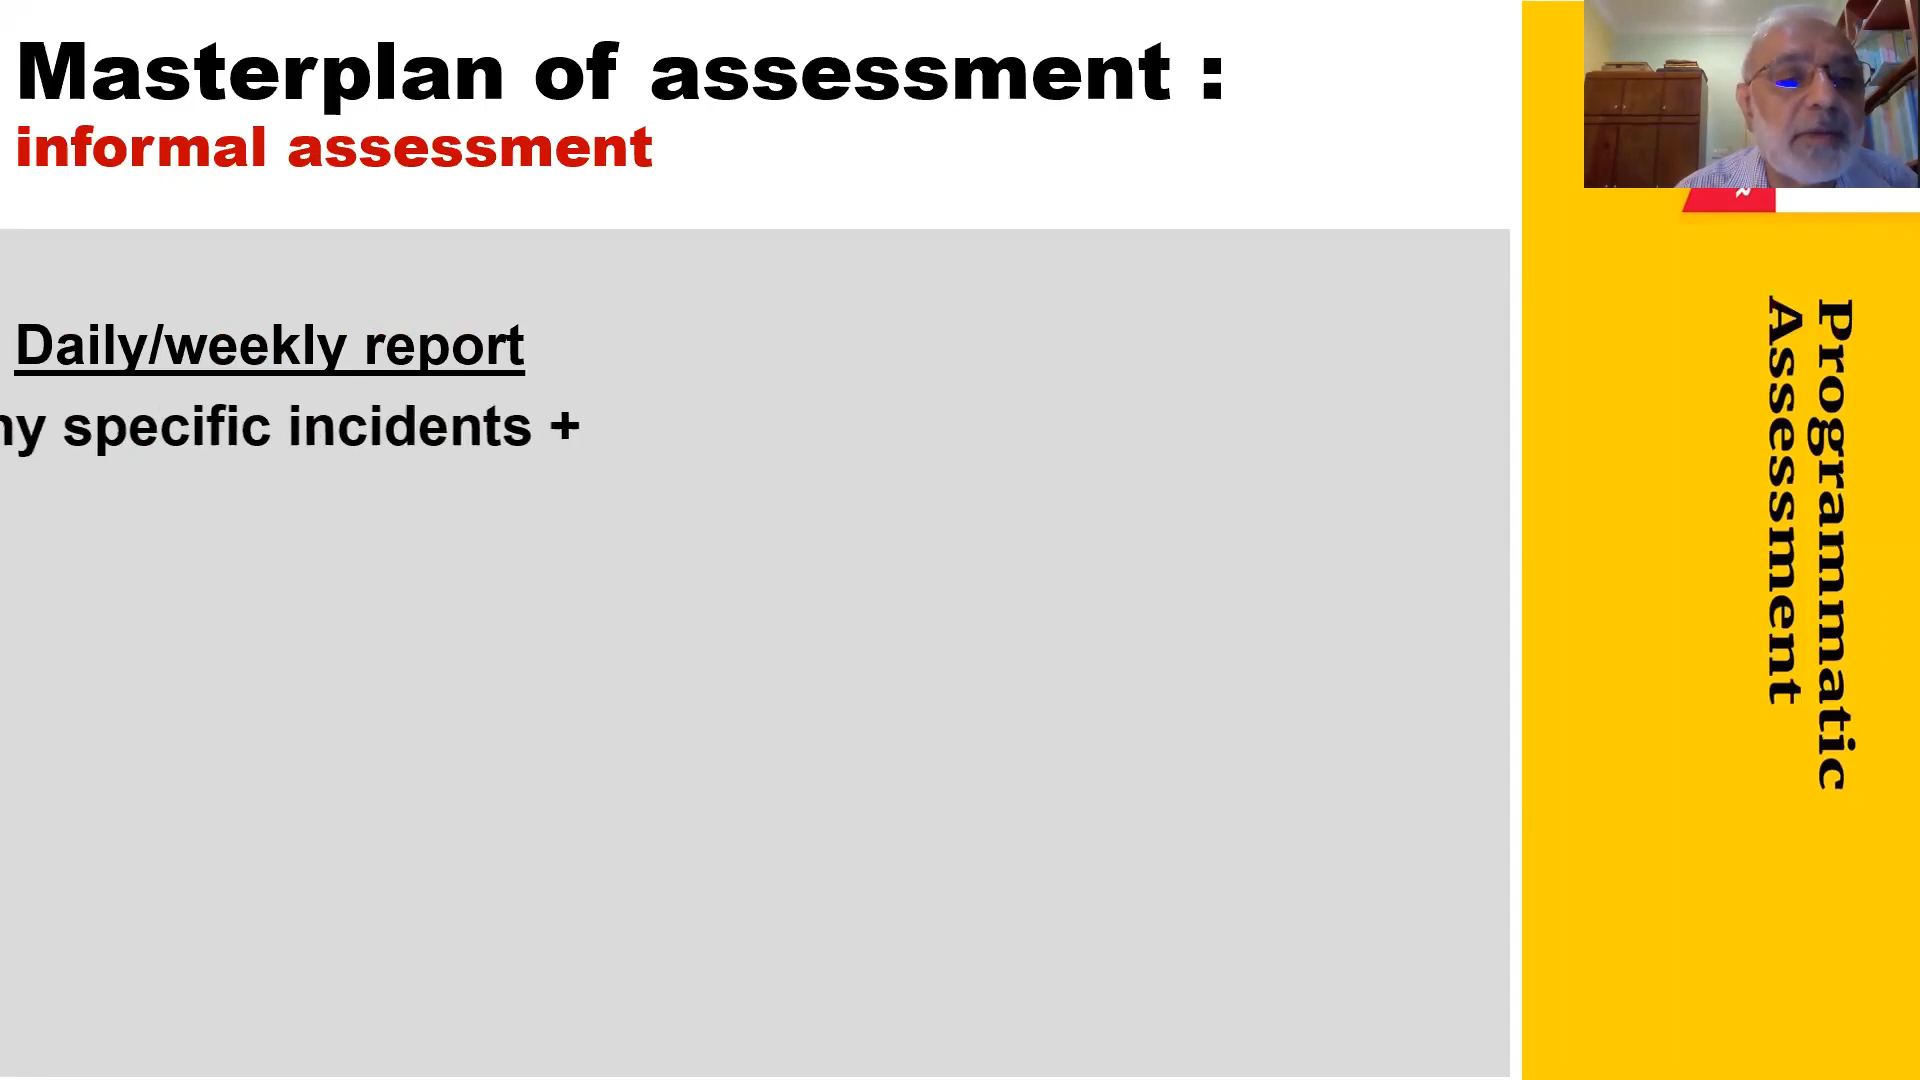 Masterplan of assessment :
informal assessment
Daily/weekly report
ny specific incidents +
Programmatic
Assessment